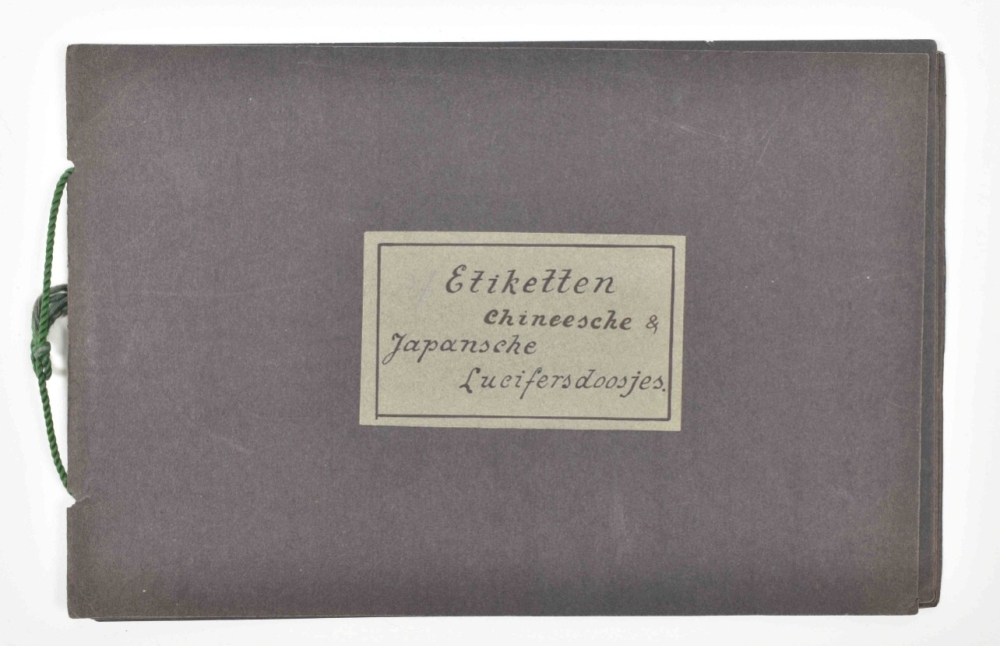 Etiketten
Chineesche &
Japansche
Lucifersdoosjes.